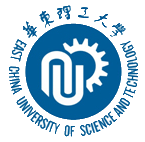 華東理工大學
EAST CHINA UNIVERSITY OF SCIENCE AND TECHNOLOGY